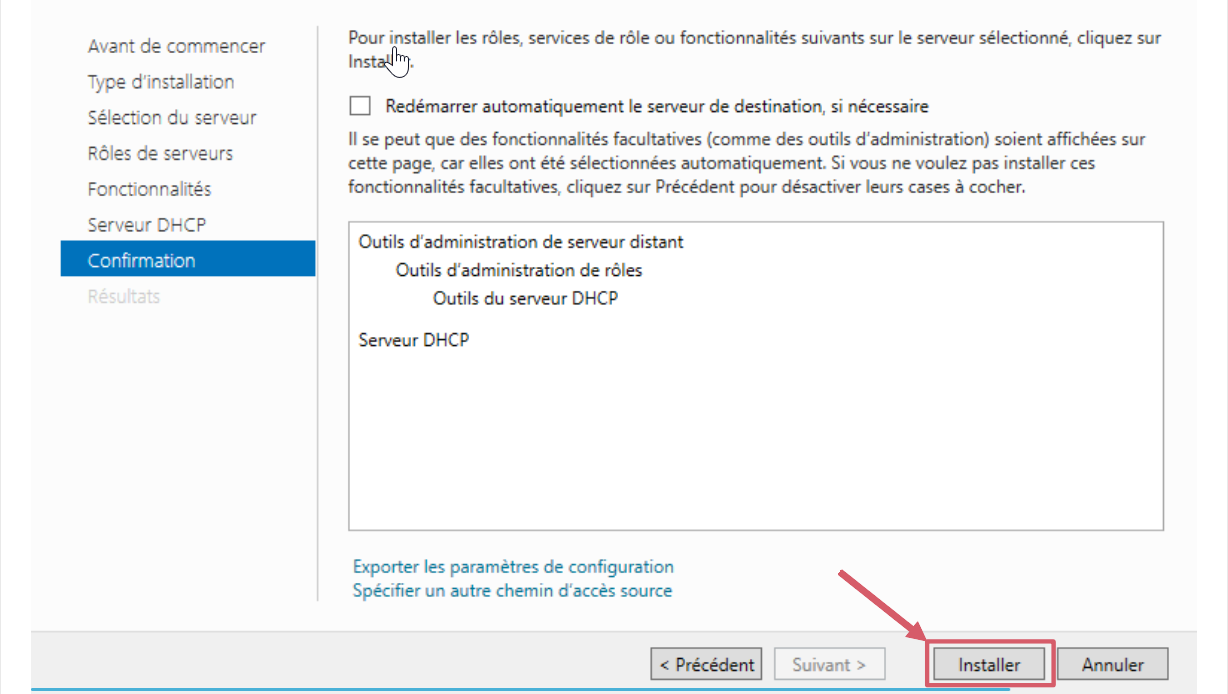 Avant de commencer
Type d'installation
Sélection du serveur
Rôles de serveurs
Fonctionnalités
Serveur DHCP
Confirmation
Résultats
Pour installer les rôles, services de rôle ou fonctionnalités suivants sur le serveur sélectionné, cliquez sur
Installer.
Redémarrer automatiquement le serveur de destination, si nécessaire
Il se peut que des fonctionnalités facultatives (comme des outils d'administration) soient affichées sur
cette page, car elles ont été sélectionnées automatiquement. Si vous ne voulez pas installer ces
fonctionnalités facultatives, cliquez sur Précédent pour désactiver leurs cases à cocher.
Outils d'administration de serveur distant
Outils d'administration de rôles
Outils du serveur DHCP
Serveur DHCP
Exporter les paramètres de configuration
Spécifier un autre chemin d'accès source
< Précédent Suivant > Installer Annuler